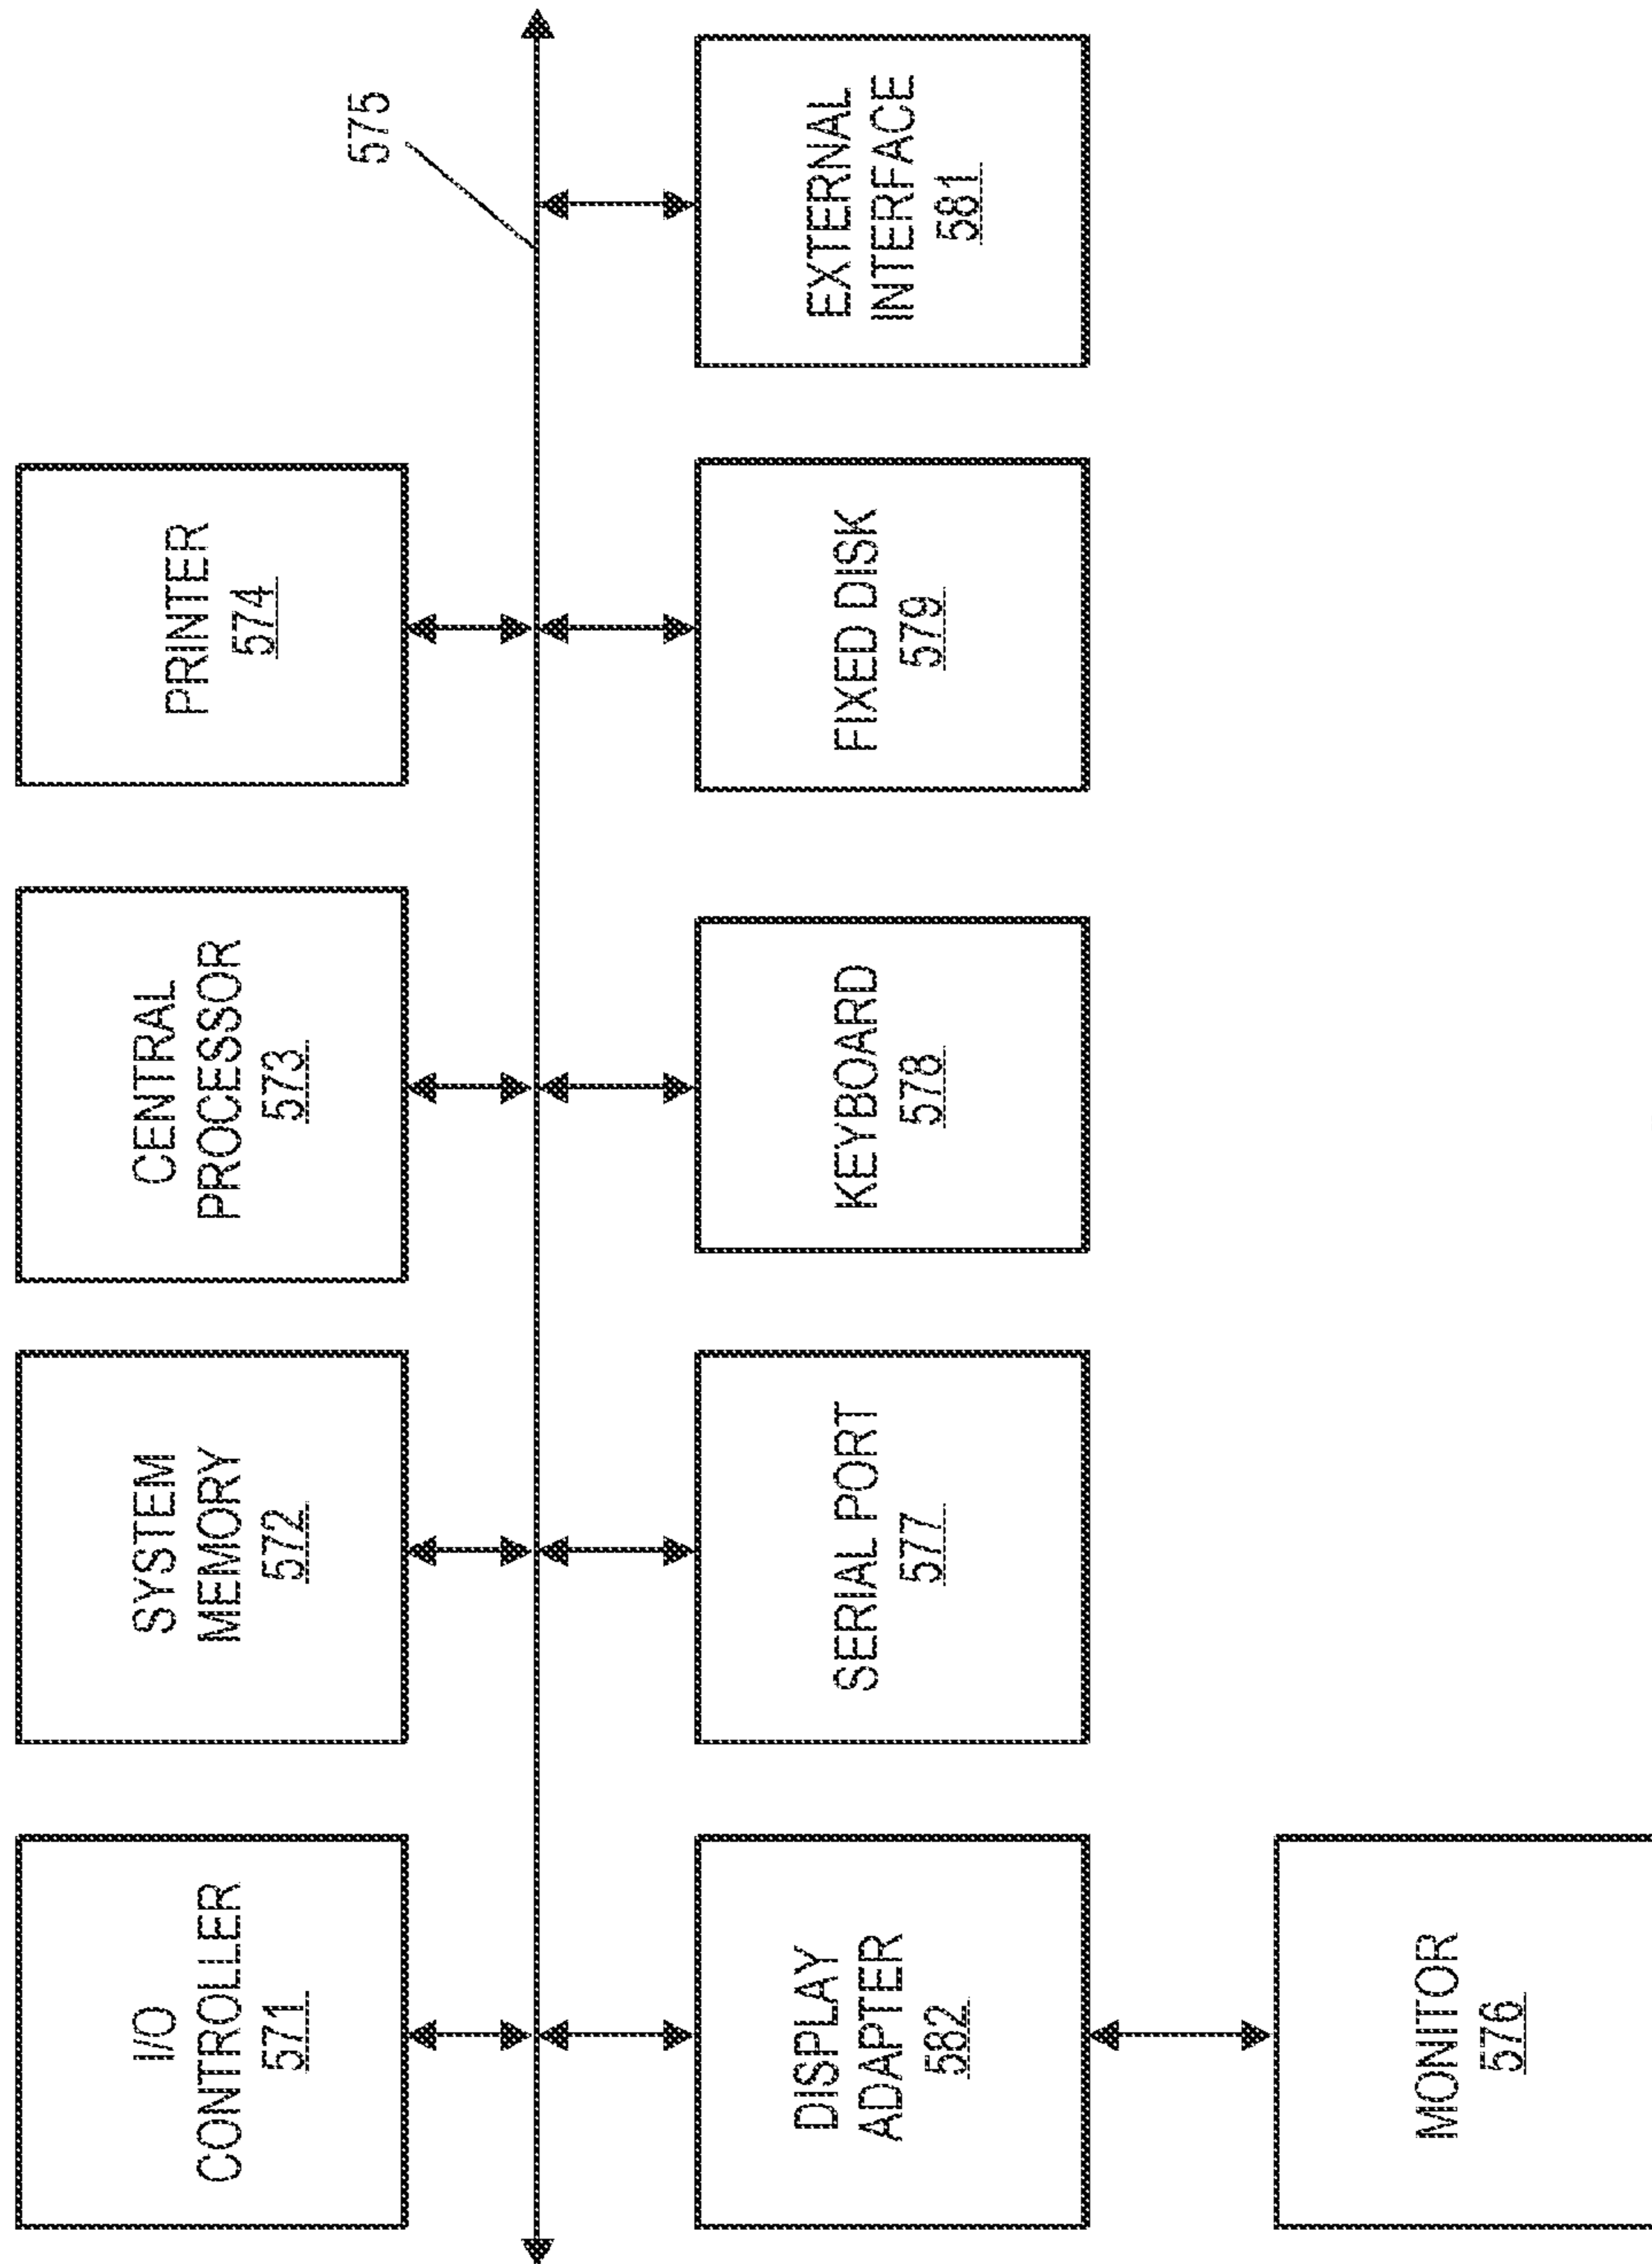 I/O
CONTROLLER
571
SYSTEM
MEMORY
572
CENTRAL
PROCESSOR
573
PRINTER
574
575
DISPLAY
ADAPTER
582
SERIAL PORT
577
KEYBOARD
578
FIXED DISK
579
EXTERNAL
INTERFACE
581
MONITOR
576